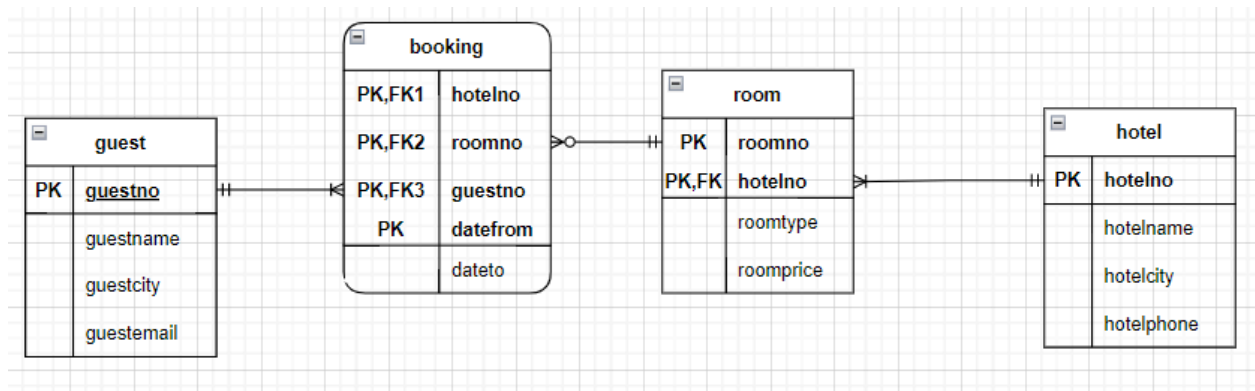 guest
PK guestno
guestname
guestcity
guestemail
booking
PK,FK1 hotelno
PK,FK2 roomno
PK,FK3 guestno
PK datefrom
dateto
room
PK roomno
PK,FK hotelno
roomtype
roomprice
hotel
PK hotelno
hotelname
hotelcity
hotelphone